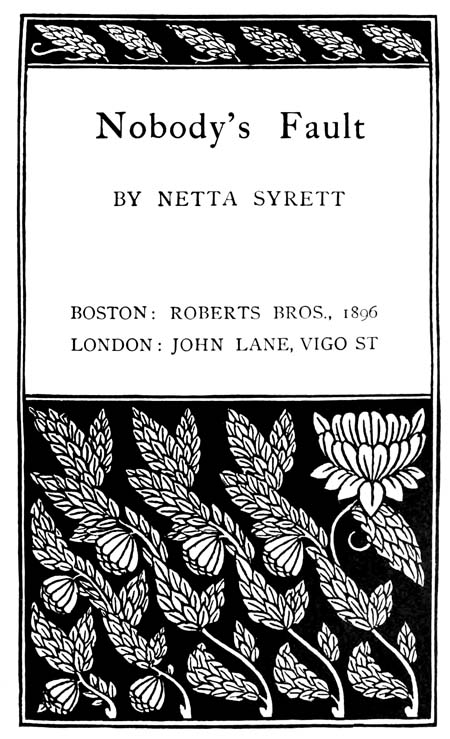 Nobody's Fault
BY NETTA SYRETT
BOSTON: ROBERTS BROS., 1896
LONDON: JOHN LANE, VIGO ST